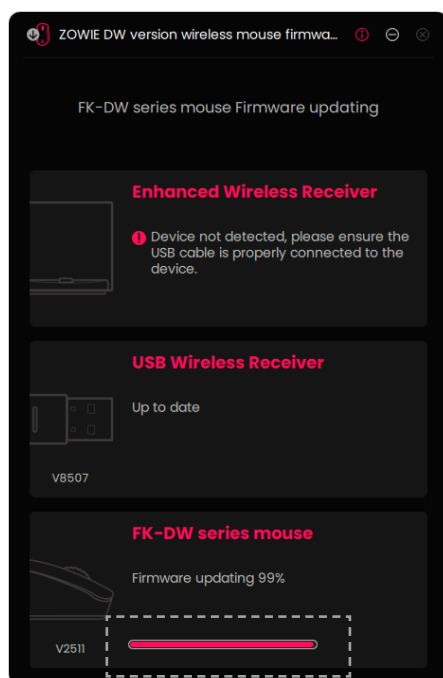 ZOWIE DW version wireless mouse firmwa...
FK-DW series mouse Firmware updating
Enhanced Wireless Receiver
Device not detected, please ensure the
USB cable is properly connected to the
device.
USB Wireless Receiver
Up to date
V8507
FK-DW series mouse
Firmware updating 99%
V2511